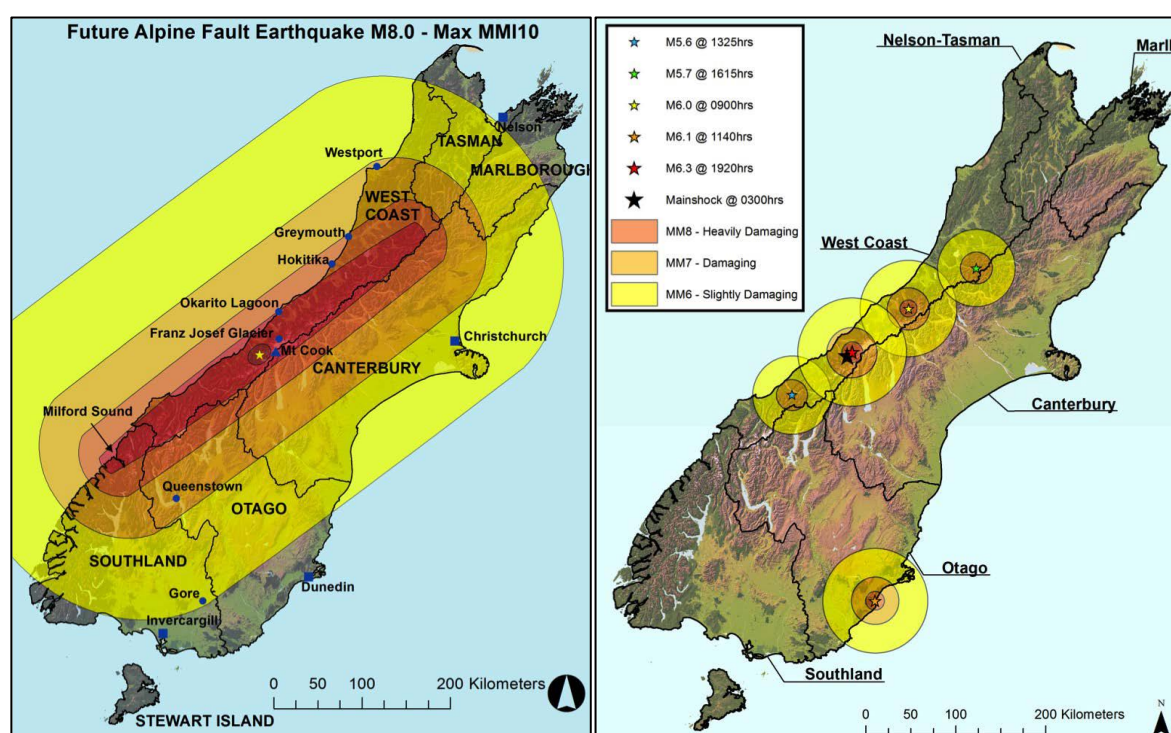 Future Alpine Fault Earthquake M8.0 - Max MMI10
Nelson
TASMAN
MARLBOROUGH
Westport
WEST
COAST
Greymouth
Hokitika
Okarito Lagoon
Franz Josef Glacier
Mt Cook
Christchurch
CANTERBURY
Milford Sound
Queenstown
OTAGO
SOUTHLAND
Dunedin
Gore
Invercargill
0 50 100 200 Kilometers
STEWART ISLAND
M5.6 @ 1325hrs
M5.7 @ 1615hrs
M6.0 @ 0900hrs
M6.1 @ 1140hrs
M6.3 @ 1920hrs
Mainshock @ 0300hrs
MM8 - Heavily Damaging
MM7 - Damaging
MM6 - Slightly Damaging
Nelson-Tasman
Marl
West Coast
Canterbury
Otago
Southland
0 25 50 100 200 Kilometers
N